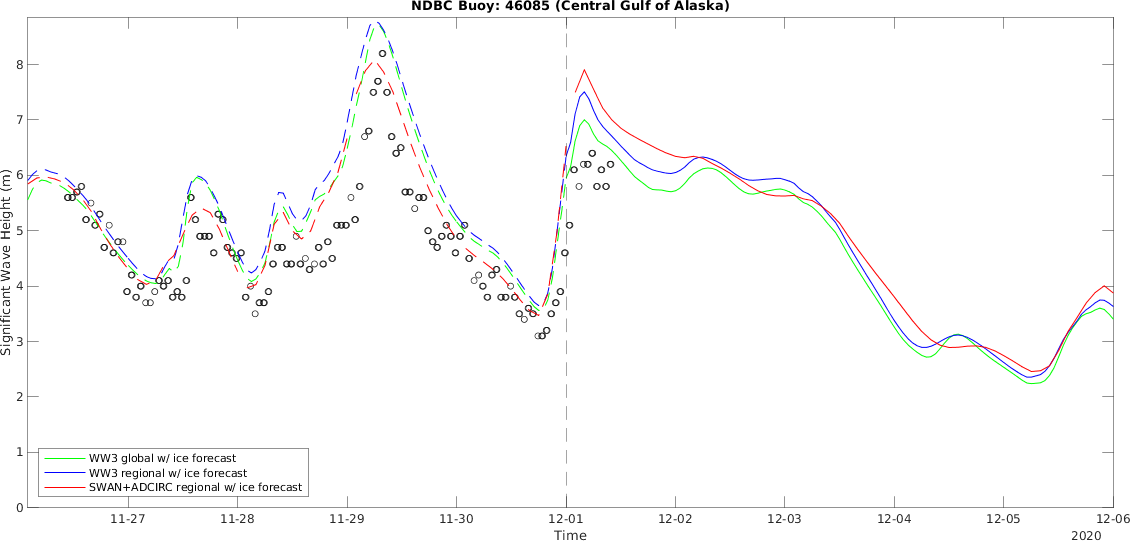 NDBC Buoy: 46085 (Central Gulf of Alaska)
Significant Wave Height (m)
8
7
6
5
4
3
2
1
0
WW3 global w/ ice forecast
WW3 regional w/ ice forecast
SWAN+ADCIRC regional w/ ice forecast
11-27 11-28 11-29 11-30 12-01 12-02 12-03 12-04 12-05 12-06
Time
2020